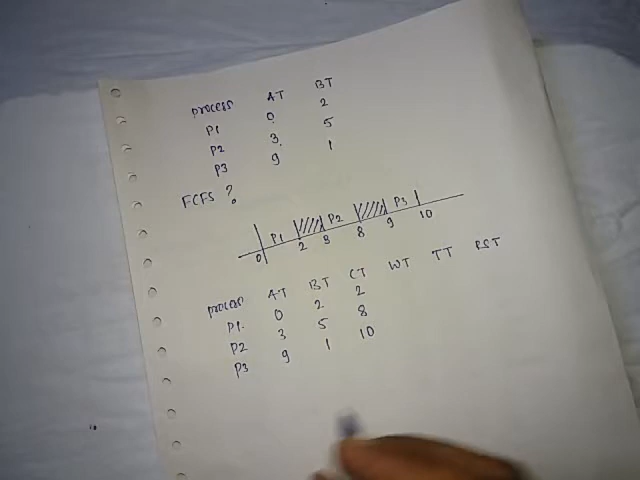 process AT BT
P1 0 2
P2 3 5
P3 9 1
FCFS ?
P1 P2 P3
0 2 3 8 9 10
process AT BT CT WT TT RST
P1 0 2 2
P2 3 5 8
P3 9 1 10